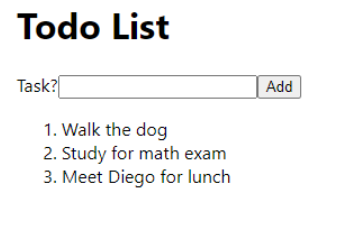 Todo List
Task? Add
1. Walk the dog
2. Study for math exam
3. Meet Diego for lunch